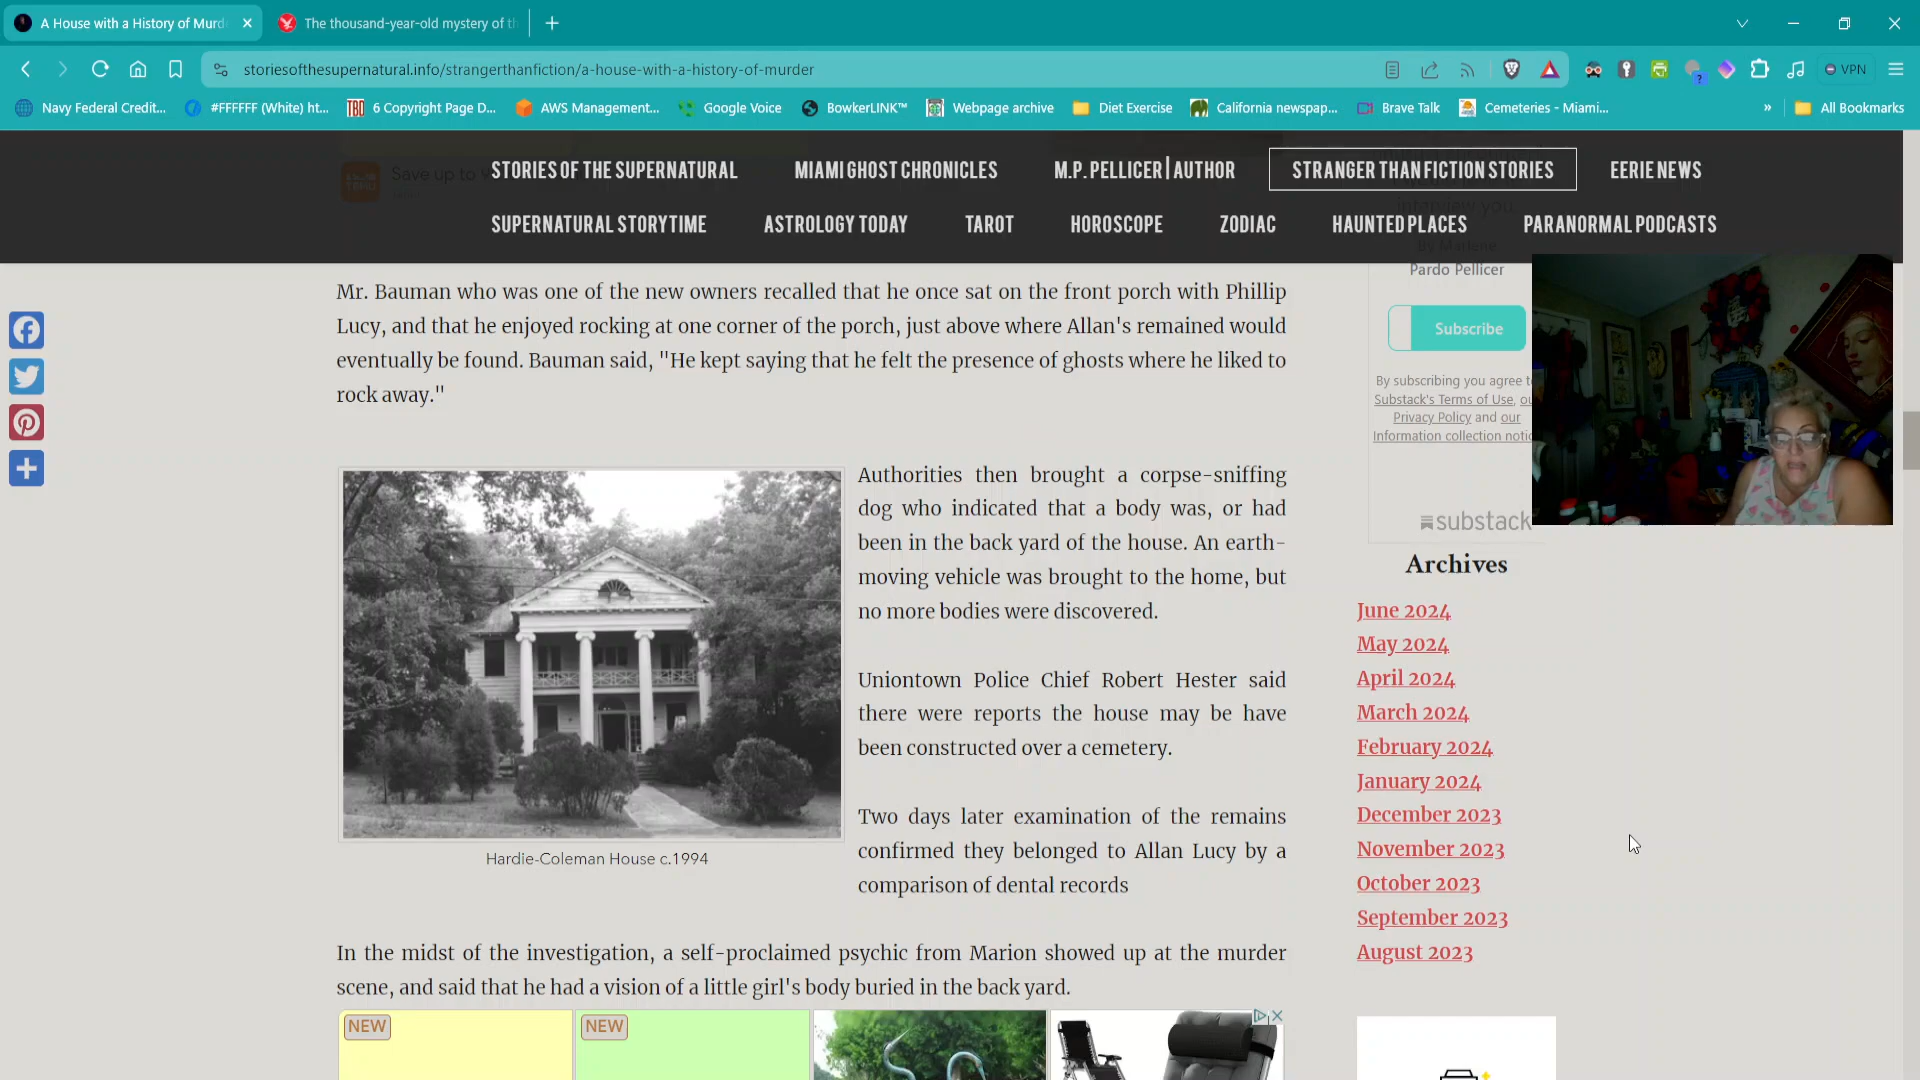 A House with a History of Murd
The thousand-year-old mystery of th
storiesofthesupernatural.info/strangerthanfiction/a-house-with-a-history-of-murder
VPN
Navy Federal Credit...
#FFFFFF (White) ht...
6 Copyright Page D...
AWS Management...
Google Voice
BowkerLINK™
Webpage archive
Diet Exercise
California newspap...
Brave Talk
Cemeteries - Miami...
All Bookmarks
STORIES OF THE SUPERNATURAL
MIAMI GHOST CHRONICLES
M.P. PELLICER | AUTHOR
STRANGER THAN FICTION STORIES
EERIE NEWS
Save up to
SUPERNATURAL STORYTIME
ASTROLOGY TODAY
TAROT
HOROSCOPE
ZODIAC
HAUNTED PLACES
PARANORMAL PODCASTS
interview you
By Marlene
Pardo Pellicer
Mr. Bauman who was one of the new owners recalled that he once sat on the front porch with Phillip
Lucy, and that he enjoyed rocking at one corner of the porch, just above where Allan's remained would
eventually be found. Bauman said, "He kept saying that he felt the presence of ghosts where he liked to
rock away."
Subscribe
By subscribing you agree to
Substack's Terms of Use, our
Privacy Policy and our
Information collection notic
substack
Authorities then brought a corpse-sniffing
dog who indicated that a body was, or had
been in the back yard of the house. An earth-
moving vehicle was brought to the home, but
no more bodies were discovered.
Uniontown Police Chief Robert Hester said
there were reports the house may be have
been constructed over a cemetery.
Two days later examination of the remains
confirmed they belonged to Allan Lucy by a
comparison of dental records
Hardie-Coleman House c.1994
In the midst of the investigation, a self-proclaimed psychic from Marion showed up at the murder
scene, and said that he had a vision of a little girl's body buried in the back yard.
NEW
NEW
Archives
June 2024
May 2024
April 2024
March 2024
February 2024
January 2024
December 2023
November 2023
October 2023
September 2023
August 2023